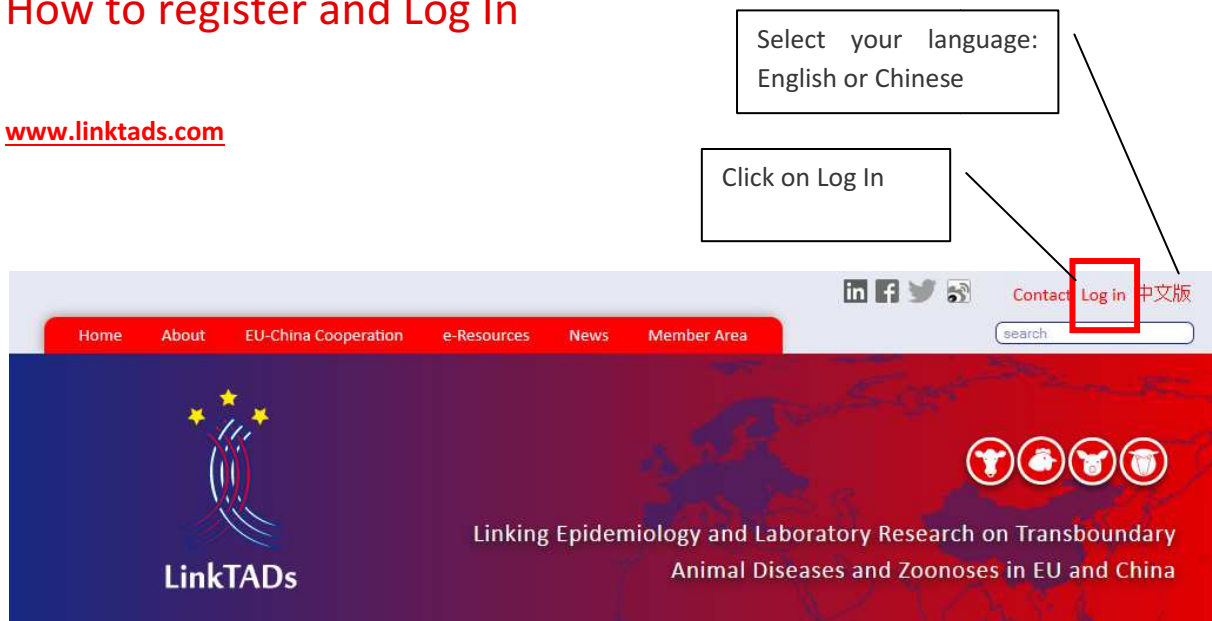 How to register and Log In
Select your language:
English or Chinese
www.linktads.com
Click on Log In
in f
Contact Log in 中文版
Home About EU-China Cooperation e-Resources News Member Area
search
Linking Epidemiology and Laboratory Research on Transboundary
Animal Diseases and Zoonoses in EU and China
LinkTADs